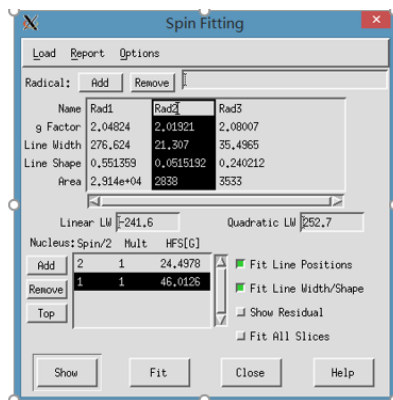 Spin Fitting
Load Report Options
Radical: Add Remove
Name Rad1 Rad2 Rad3
g Factor 2.04824 2.01921 2.08007
Line Width 276.624 21.307 35.4965
Line Shape 0.551359 0.0515192 0.240212
Area 2.914e+04 2838 3533
Linear LW -241.6 Quadratic LW 252.7
Nucleus: Spin/2 Mult HFS[G]
Add 2 1 24.4978 Fit Line Positions
Remove 1 1 46.0126 Fit Line Width/Shape
Top Show Residual
Fit All Slices
Show Fit Close Help